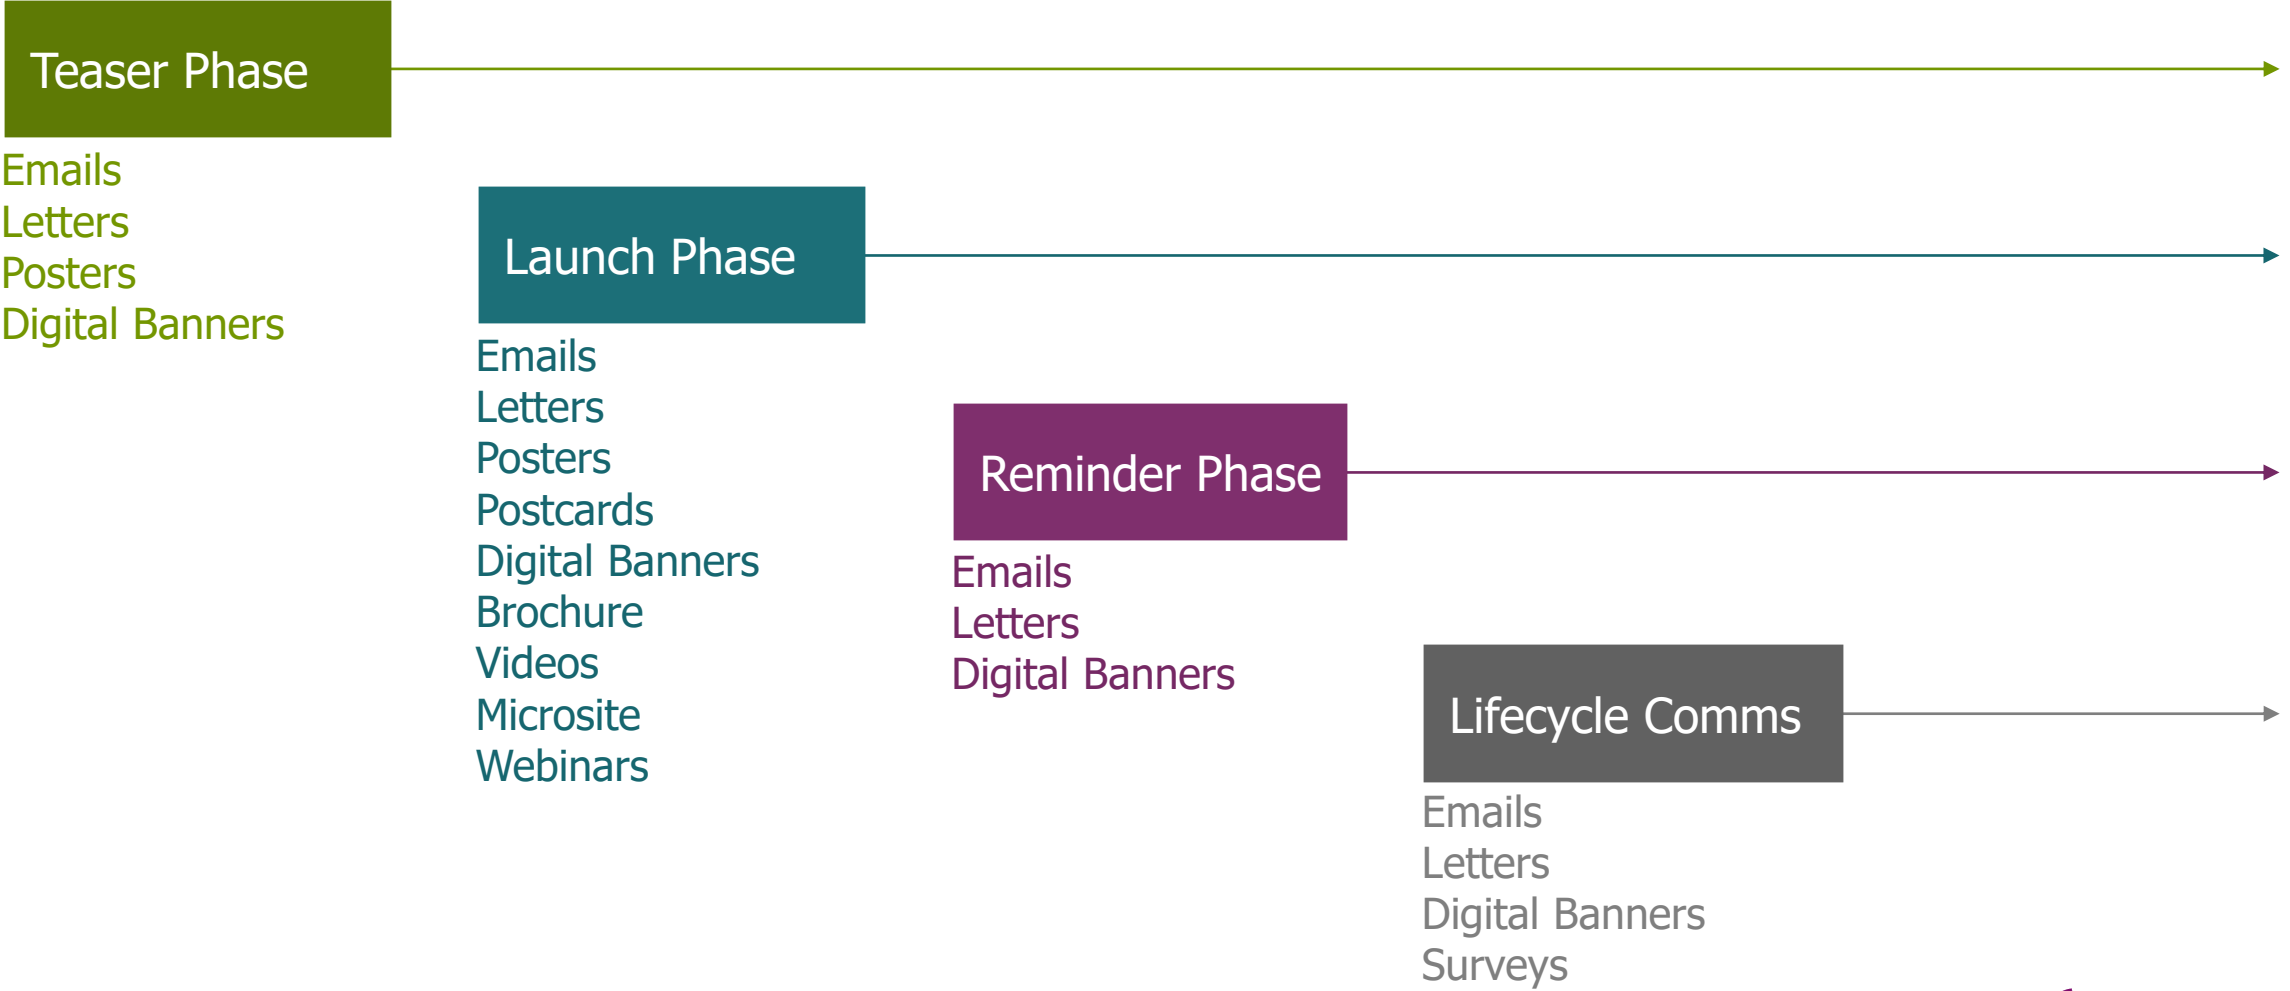 Teaser Phase
Emails
Letters
Posters
Digital Banners
Launch Phase
Emails
Letters
Posters
Postcards
Digital Banners
Brochure
Videos
Microsite
Webinars
Reminder Phase
Emails
Letters
Digital Banners
Lifecycle Comms
Emails
Letters
Digital Banners
Surveys